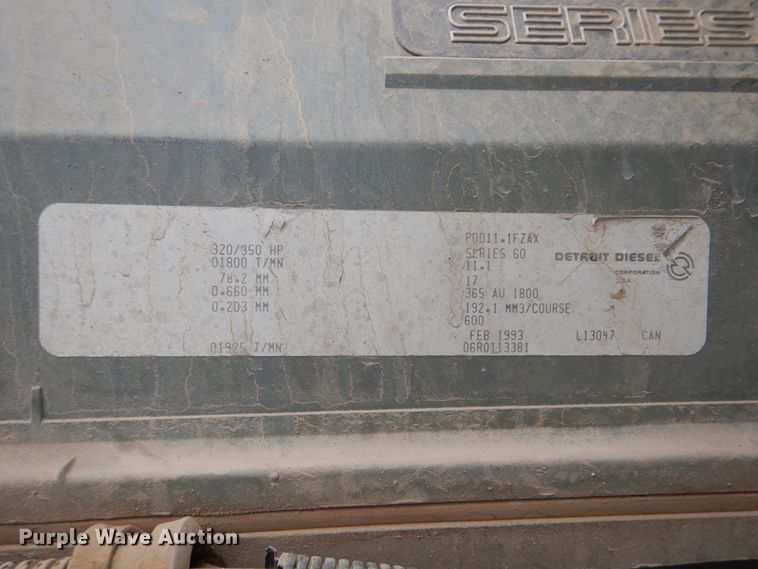 SERIES
320/350 HP
01800 T/MN
78.2 MM
0.660 MM
0.203 MM
01925 T/MN
PDD11.1FZAX
SERIES 60
11.1
17
365 AU 1800
192.1 MM3/COURSE
600
FEB 1993 L13047 CAN
06R0113381
DETROIT DIESEL
CORPORATION
U.S.A.
Purple Wave Auction